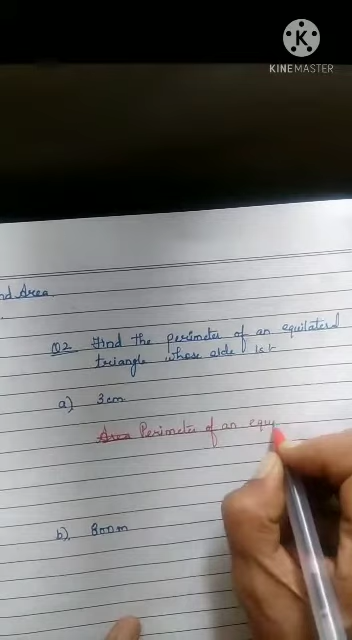 K
KINEMASTER
nd Area
Q2 Find the perimeter of an equilateral
triangle whose side is:
a) 3cm
Area Perimeter of an equi
b). 800m